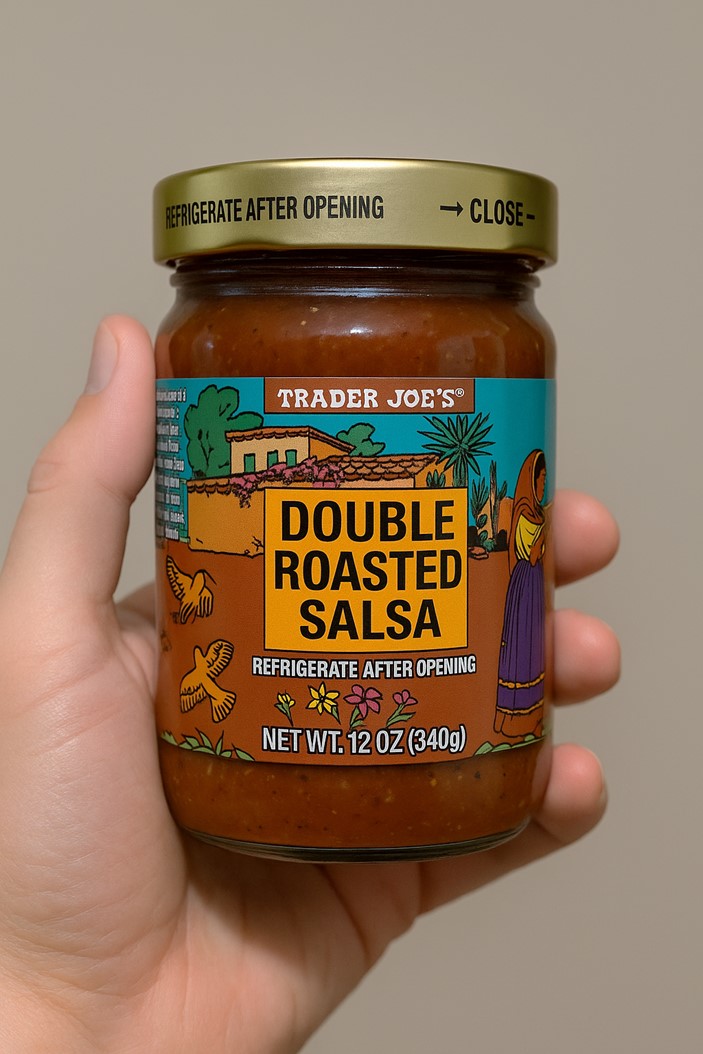 REFRIGERATE AFTER OPENING → CLOSE –
TRADER JOE'S®
DOUBLE
ROASTED
SALSA
REFRIGERATE AFTER OPENING
NET WT. 12 OZ (340g)